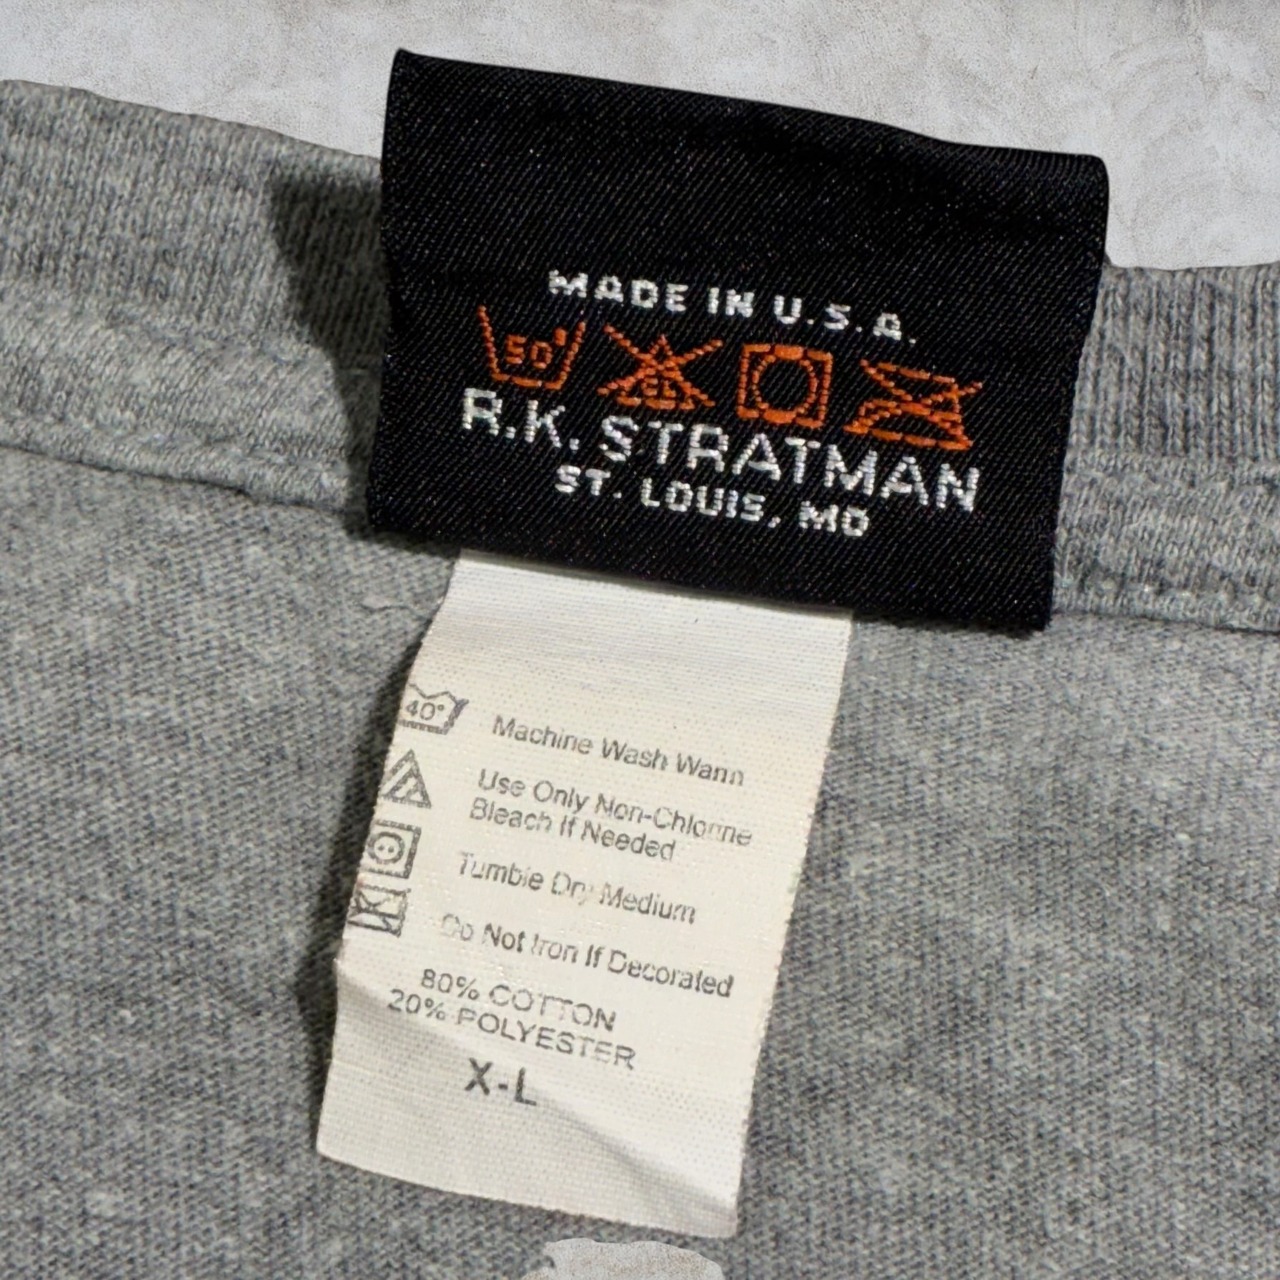 MADE IN U.S.A.
50°
CL
R.K. STRATMAN
ST. LOUIS, MO
40°
Machine Wash Warm
Use Only Non-Chlorine
Bleach If Needed
Tumble Dry Medium
Do Not Iron If Decorated
80% COTTON
20% POLYESTER
X-L